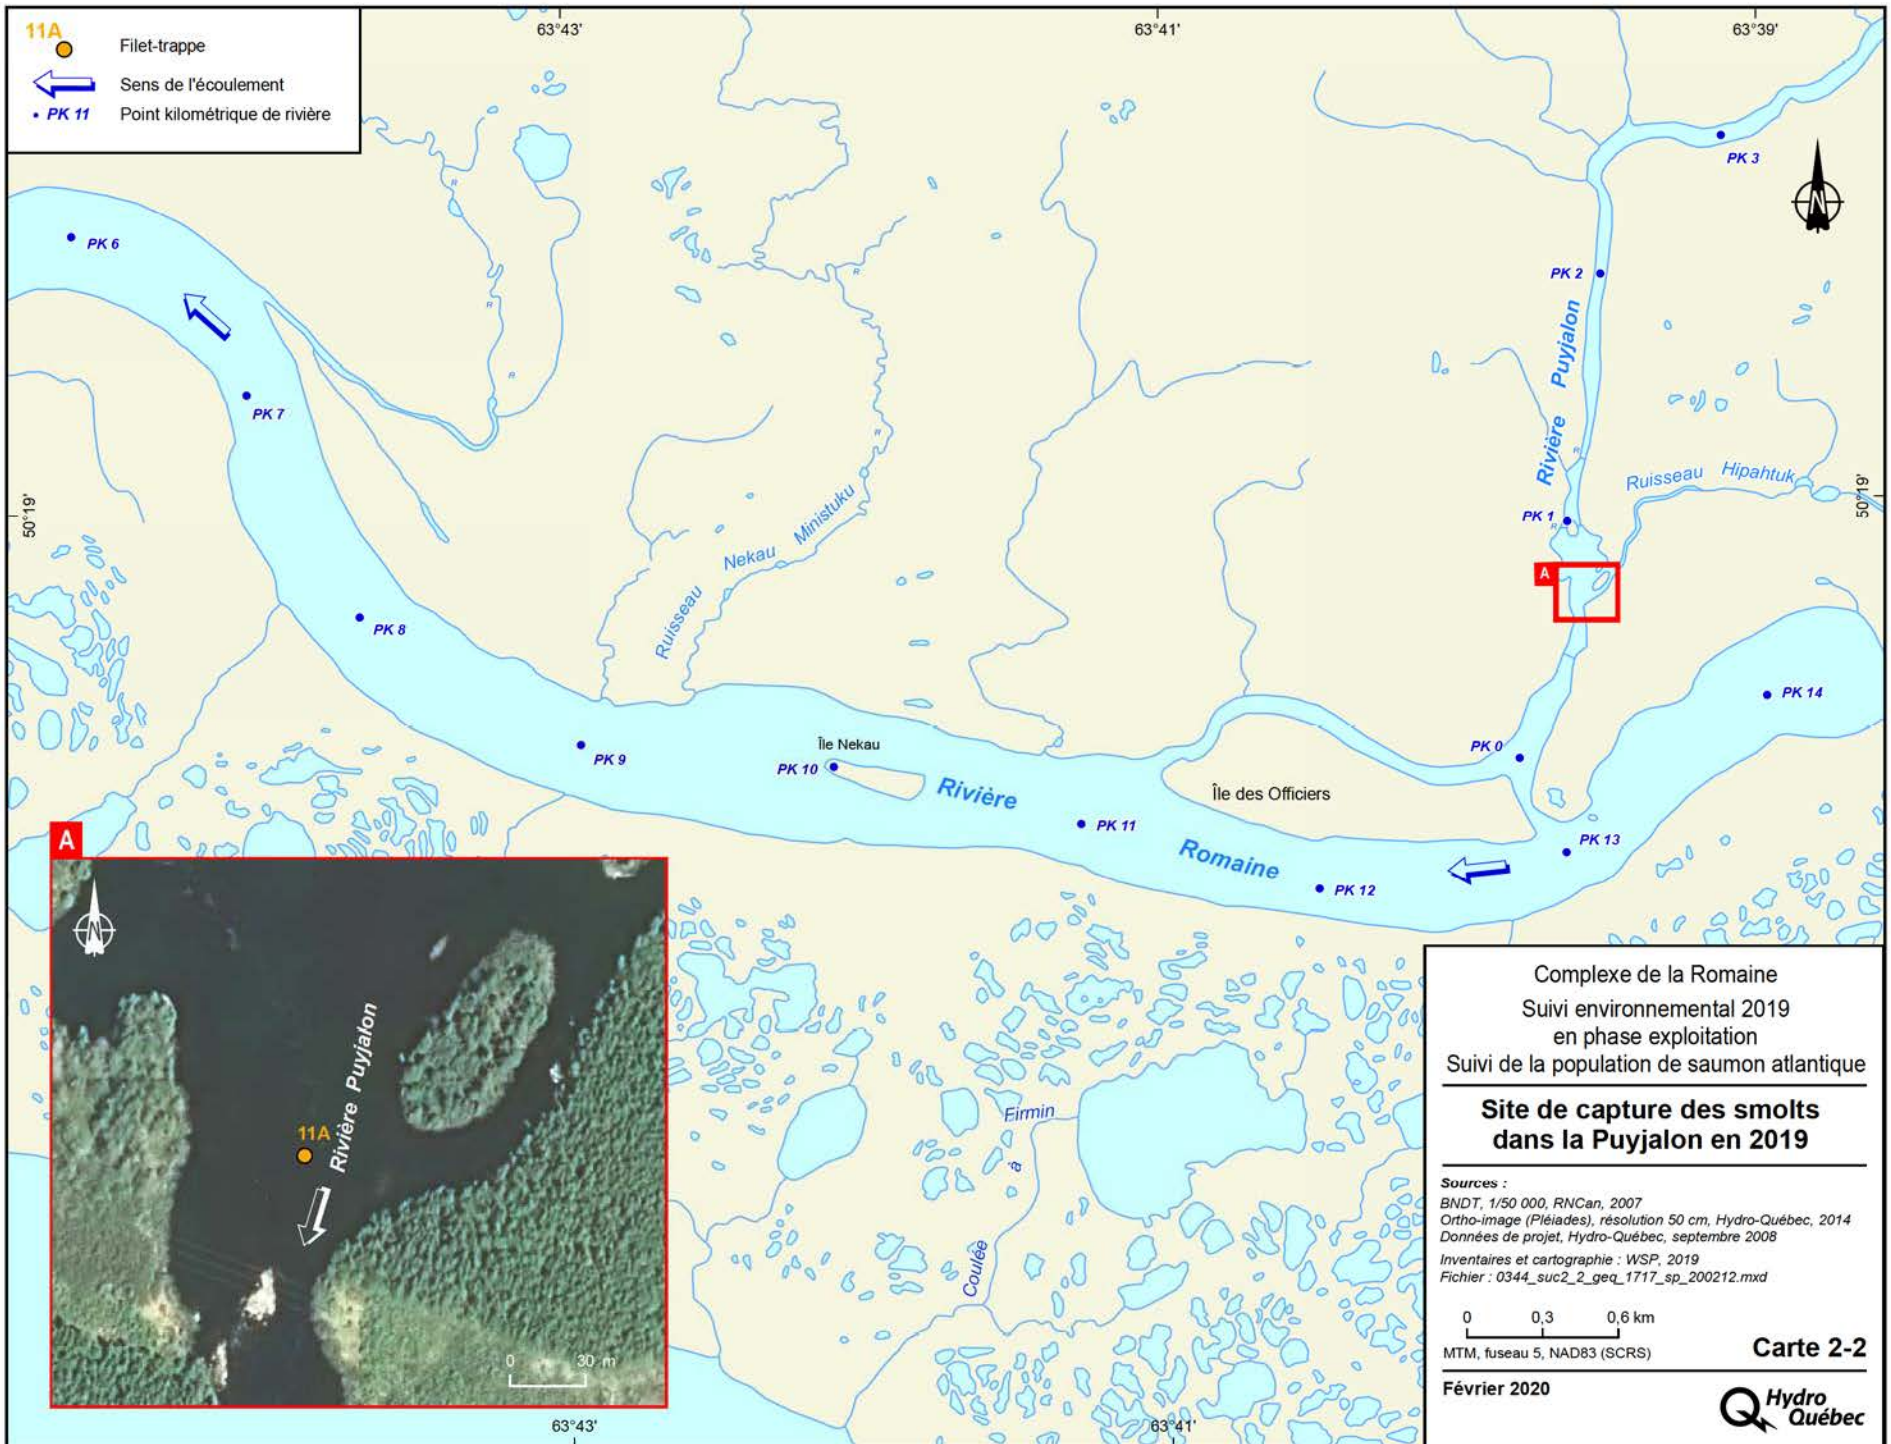 11A
Filet-trappe
Sens de l'écoulement
PK 11
Point kilométrique de rivière
63°43'
63°41'
63°39'
PK 3
N
PK 6
PK 2
Rivière Puyjalon
PK 7
50°19'
50°19'
Ruisseau Hipahtuk
PK 1
R
R
R
R
R
R
R
Ruisseau Nekau Ministuku
A
PK 8
PK 14
PK 9
Île Nekau
PK 10
PK 0
Île des Officiers
Rivière Romaine
PK 11
PK 13
PK 12
A
N
Rivière Puyjalon
11A
0 30 m
Coulée à Firmin
63°43'
63°41'
Complexe de la Romaine
Suivi environnemental 2019
en phase exploitation
Suivi de la population de saumon atlantique
Site de capture des smolts
dans la Puyjalon en 2019
Sources :
BNDT, 1/50 000, RNCan, 2007
Ortho-image (Pléiades), résolution 50 cm, Hydro-Québec, 2014
Données de projet, Hydro-Québec, septembre 2008
Inventaires et cartographie : WSP, 2019
Fichier : 0344_suc2_2_geq_1717_sp_200212.mxd
0 0,3 0,6 km
MTM, fuseau 5, NAD83 (SCRS)
Carte 2-2
Février 2020
Hydro
Québec